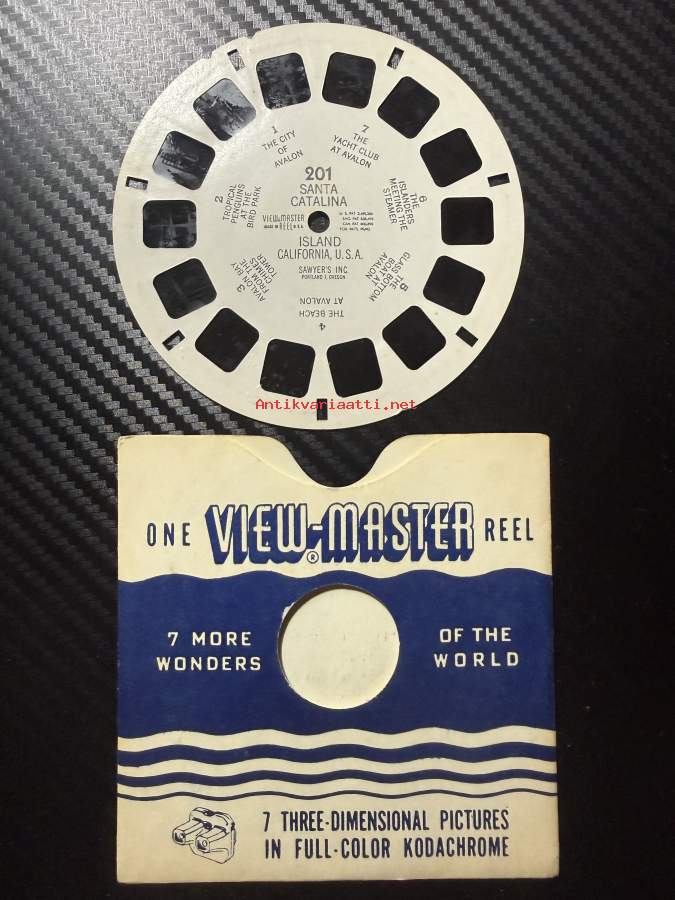 1
THE CITY
OF
AVALON
7
THE
YACHT CLUB
AT AVALON
201
SANTA
CATALINA
2
TROPICAL
PENGUINS
AT THE
BIRD PARK
6
THE
ISLANDERS
MEETING THE
STEAMER
VIEW-MASTER
REEL
ISLAND
CALIFORNIA, U.S.A.
SAWYER'S INC.
PORTLAND 7, OREGON
3
AVALON BAY
FROM THE
CHIMES
TOWER
5
THE
GLASS BOTTOM
BOAT AT
AVALON
4
THE BEACH
AT AVALON
Antikvariaatti.net
ONE VIEW-MASTER® REEL
7 MORE
WONDERS
OF THE
WORLD
7 THREE-DIMENSIONAL PICTURES
IN FULL-COLOR KODACHROME